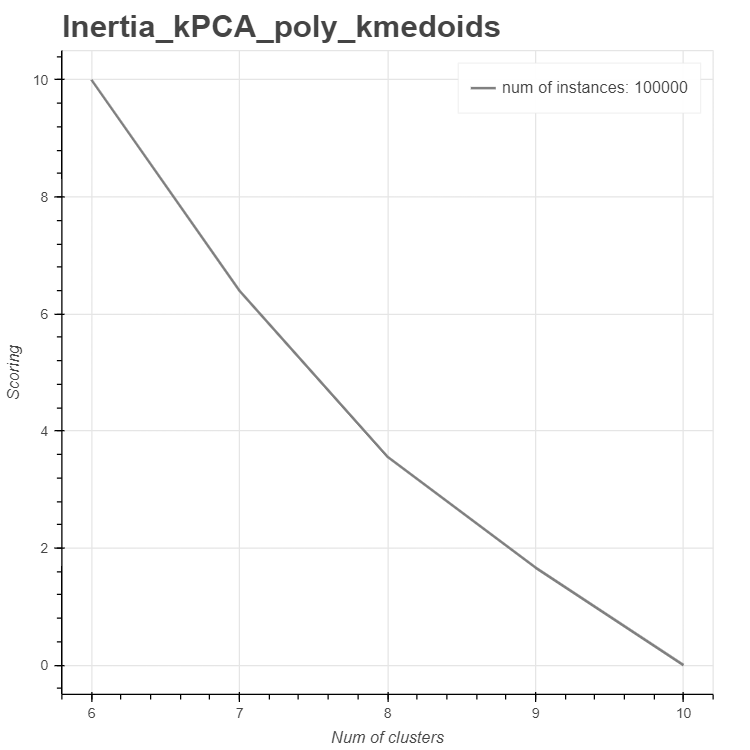 Inertia_kPCA_poly_kmedoids
num of instances: 100000
10
8
6
4
2
0
Scoring
6 7 8 9 10
Num of clusters